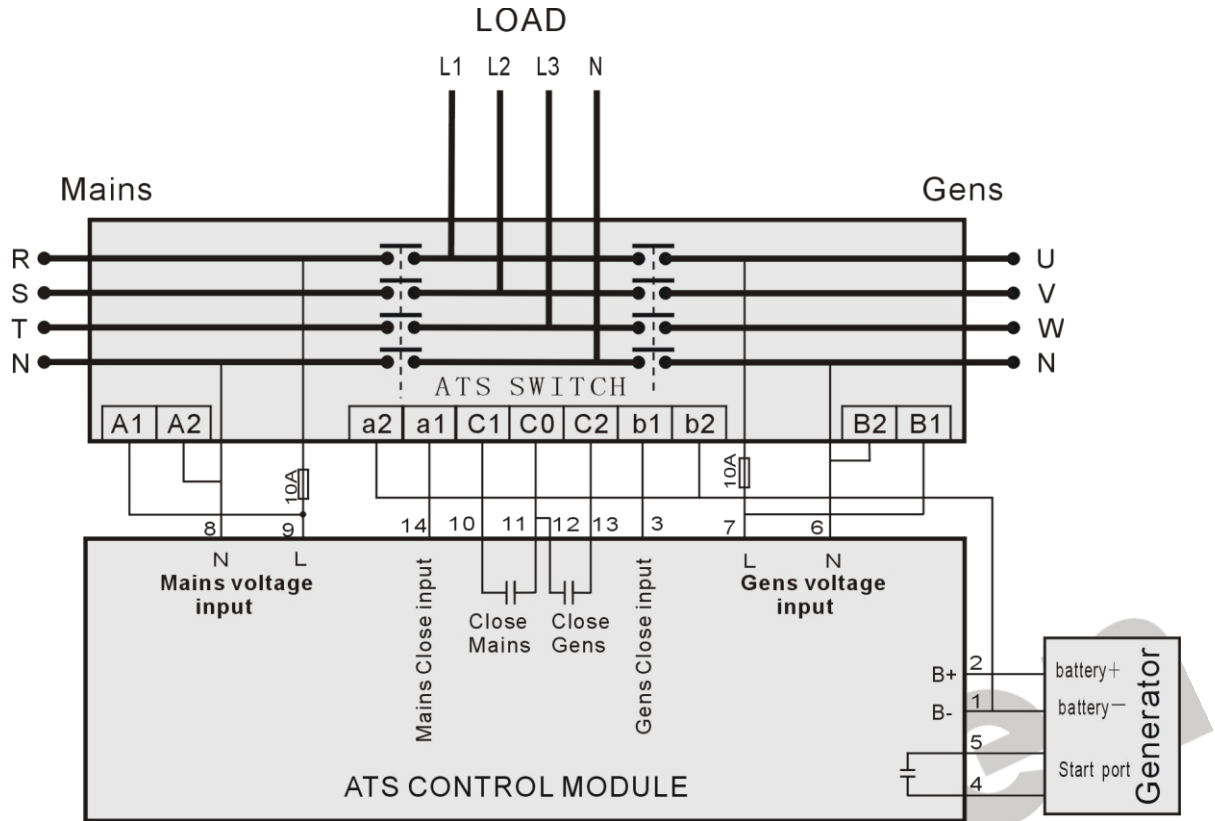 LOAD
L1 L2 L3 N
Mains
Gens
R
S
T
N
U
V
W
N
ATS SWITCH
A1 A2
a2 a1 C1 C0 C2 b1 b2
B2 B1
10A
10A
8 9 14 10 11 12 13 3 7 6
N L
Mains voltage
input
Mains Close input
Close
Mains
Close
Gens
Gens Close input
L N
Gens voltage
input
B+ 2
B- 1
5
4
battery+
battery-
Start port
Generator
ATS CONTROL MODULE